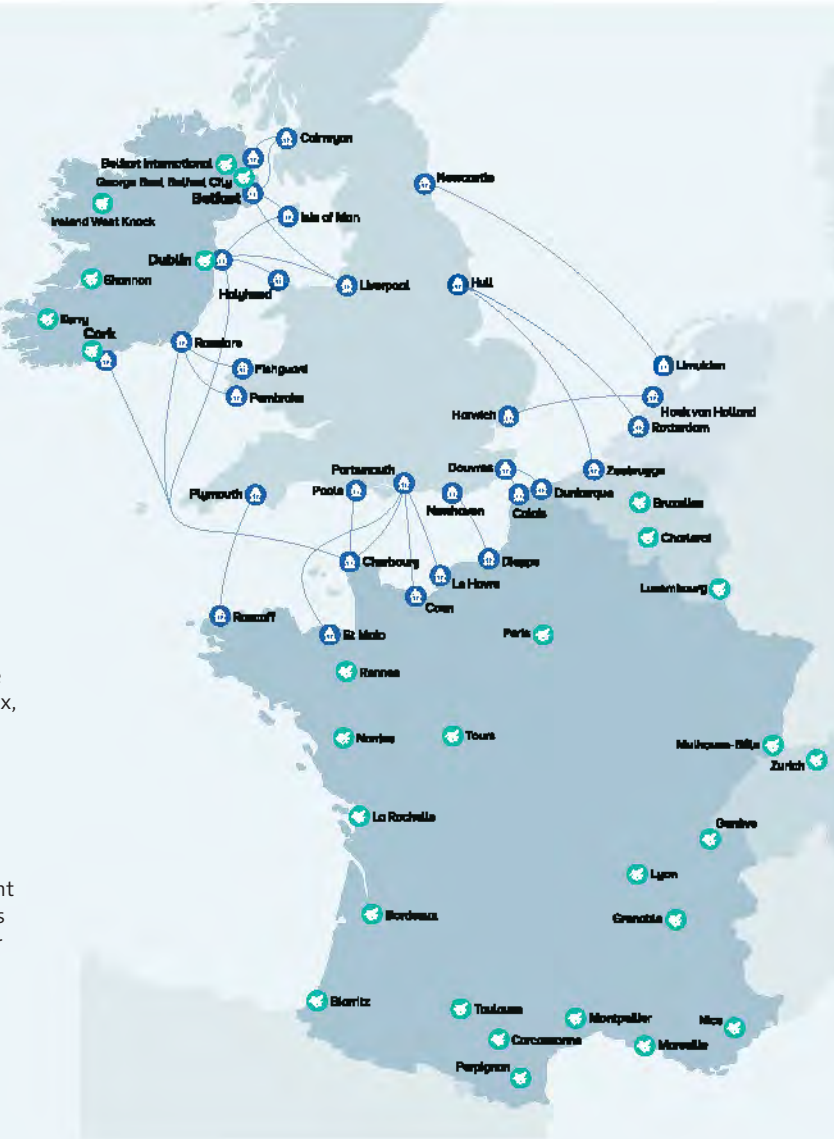 Cairnryan
Belfast International
George Best, Belfast City
Belfast
Newcastle
Ireland West Knock
Isle of Man
Dublin
Shannon
Holyhead
Liverpool
Hull
Kerry
Cork
Rosslare
Fishguard
Pembroke
IJmuiden
Hoek van Holland
Harwich
Rotterdam
Portsmouth
Douvres
Zeebrugge
Plymouth
Poole
Newhaven
Calais
Dunkerque
Bruxelles
Charleroi
Cherbourg
Dieppe
Le Havre
Caen
Luxembourg
Roscoff
St Malo
Paris
Rennes
x,
Nantes
Tours
Mulhouse-Bâle
Zurich
La Rochelle
Genève
Lyon
nt
s
Bordeaux
Grenoble
Biarritz
Toulouse
Montpellier
Nice
Carcassonne
Marseille
Perpignan